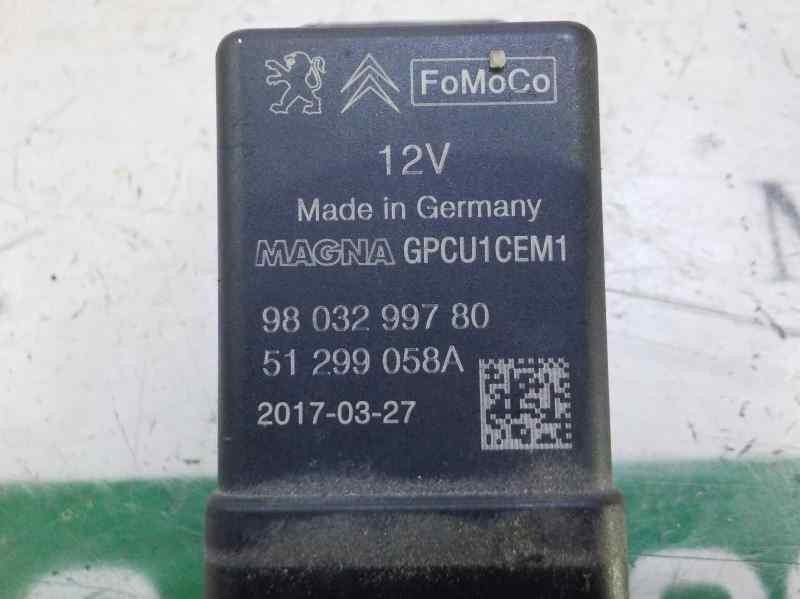 FoMoCo
12V
Made in Germany
MAGNA GPCU1CEM1
98 032 997 80
51 299 058A
2017-03-27